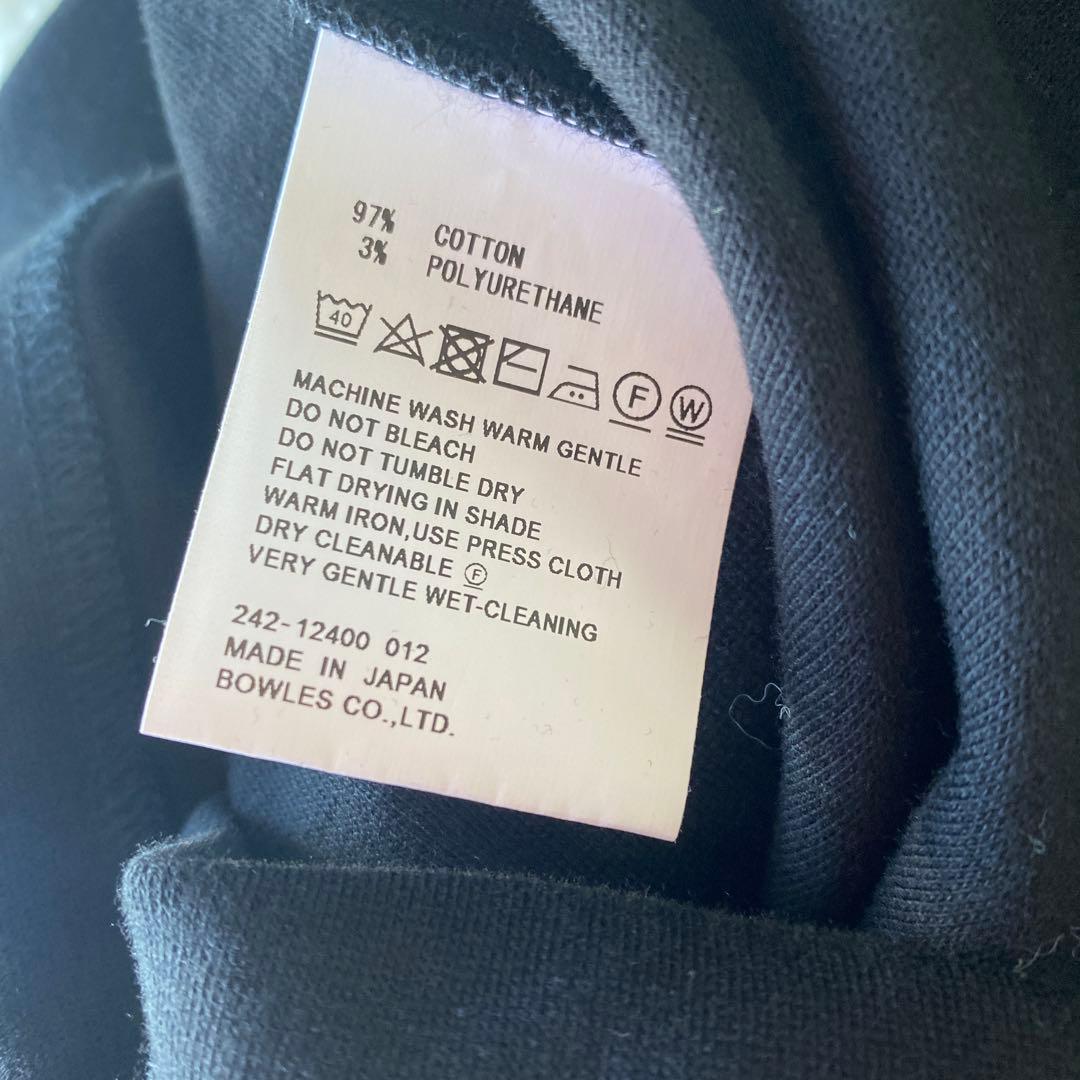 97% COTTON
3% POLYURETHANE
40 F W
MACHINE WASH WARM GENTLE
DO NOT BLEACH
DO NOT TUMBLE DRY
FLAT DRYING IN SHADE
WARM IRON,USE PRESS CLOTH
DRY CLEANABLE Ⓕ
VERY GENTLE WET-CLEANING
242-12400 012
MADE IN JAPAN
BOWLES CO.,LTD.